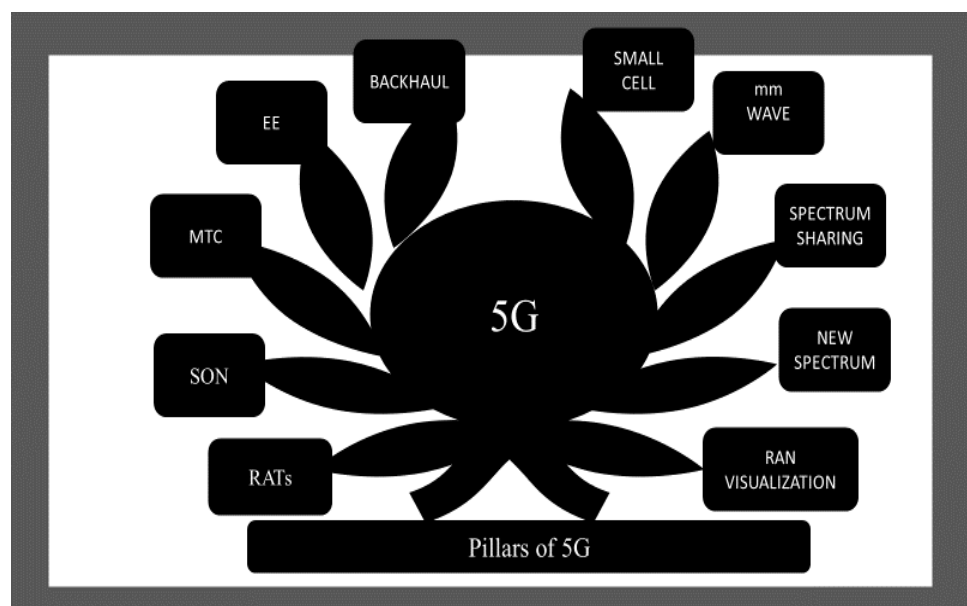 BACKHAUL
SMALL
CELL
EE
mm
WAVE
MTC
SPECTRUM
SHARING
5G
SON
NEW
SPECTRUM
RATs
RAN
VISUALIZATION
Pillars of 5G